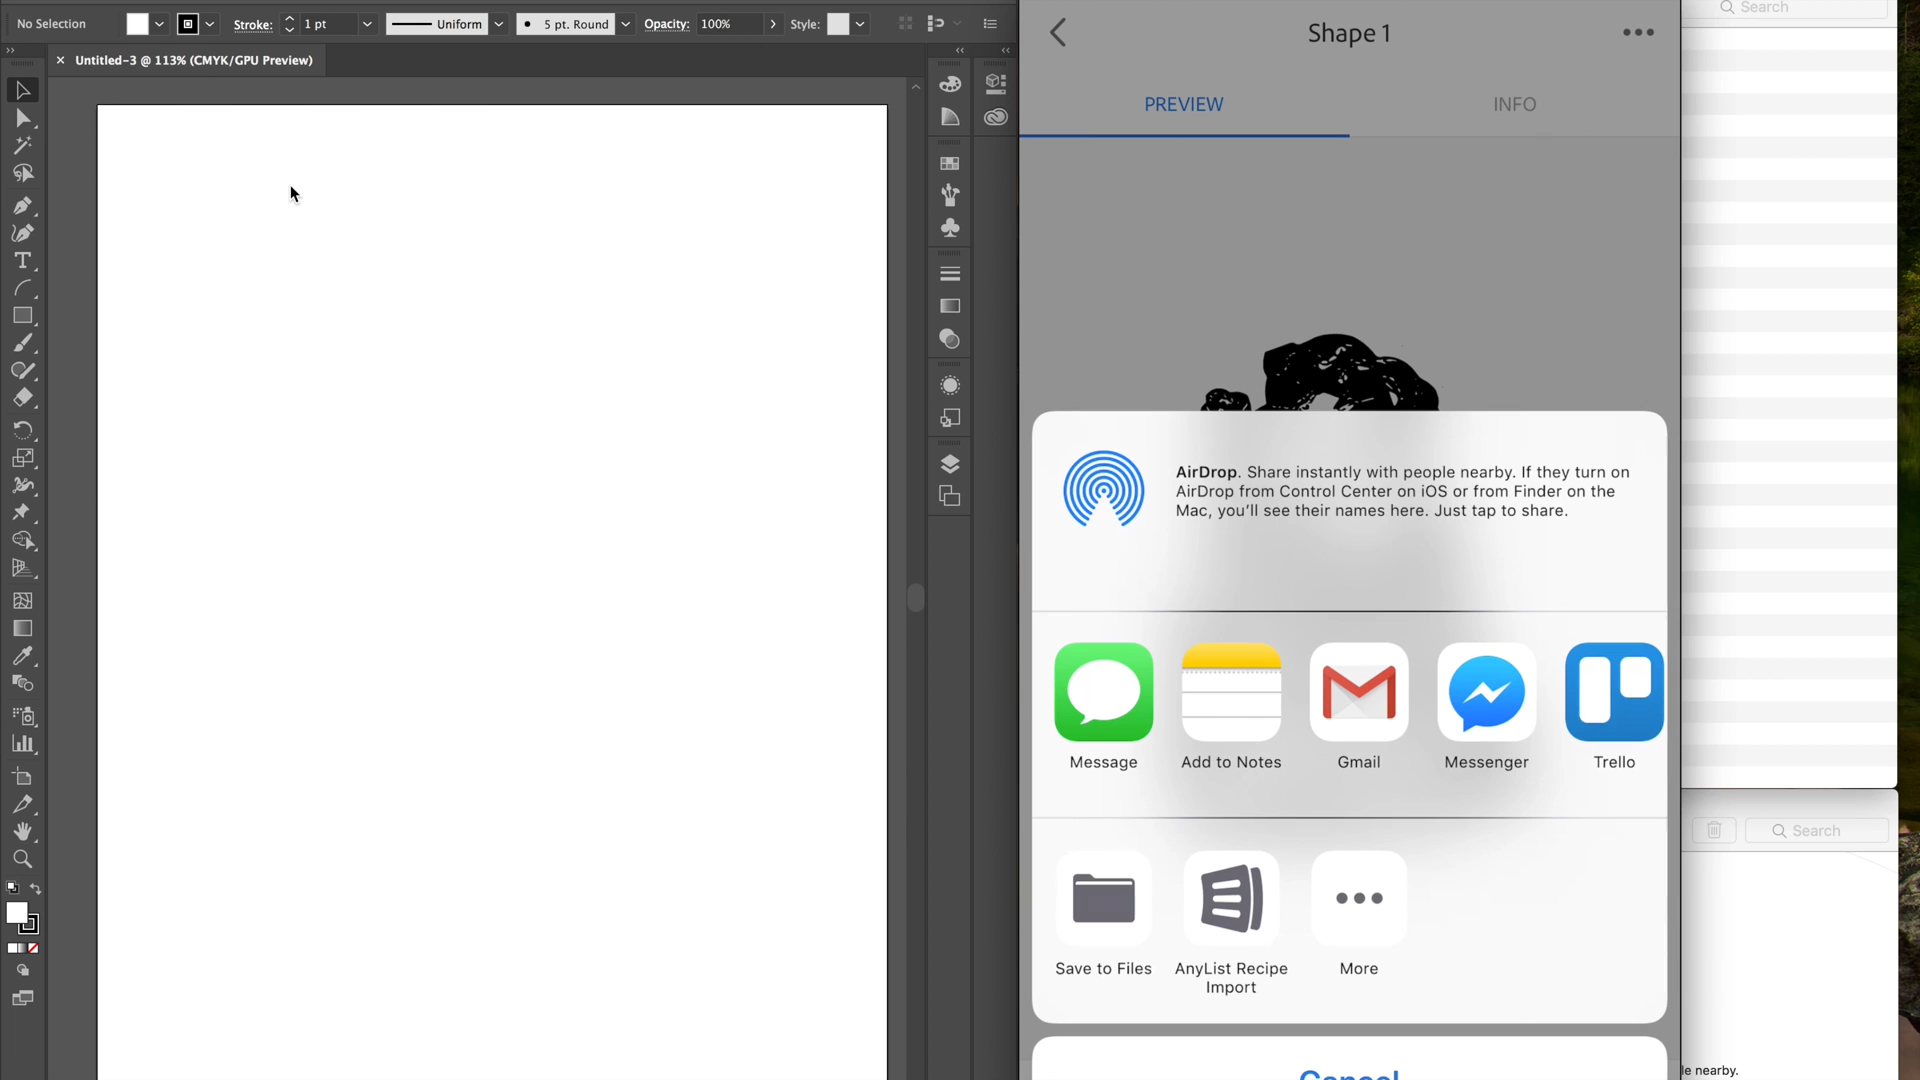 No Selection
Stroke:
1 pt
Uniform
5 pt. Round
Opacity:
100%
Style:
Untitled-3 @ 113% (CMYK/GPU Preview)
Shape 1
PREVIEW
INFO
AirDrop. Share instantly with people nearby. If they turn on
AirDrop from Control Center on iOS or from Finder on the
Mac, you'll see their names here. Just tap to share.
Message
Add to Notes
Gmail
Messenger
Trello
Save to Files
AnyList Recipe
Import
More
Cancel
Search
Search
le nearby.